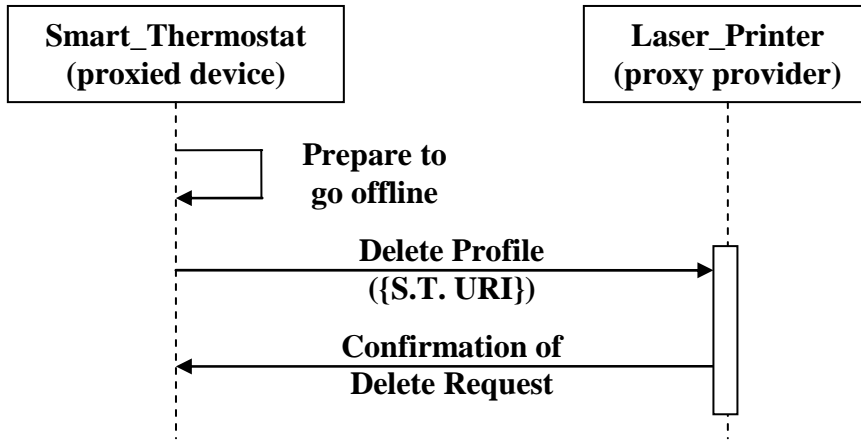 Smart_Thermostat
(proxied device)
Laser_Printer
(proxy provider)
Prepare to
go offline
Delete Profile
({S.T. URI})
Confirmation of
Delete Request